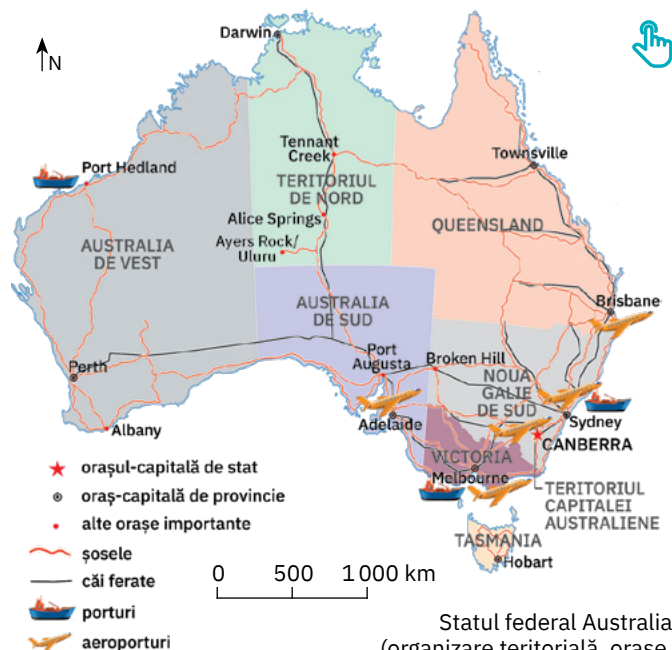 Darwin
N
Tennant
Creek
Townsville
Port Hedland
TERITORIUL
DE NORD
Alice Springs
QUEENSLAND
AUSTRALIA
DE VEST
Ayers Rock/
Uluru
AUSTRALIA
DE SUD
Brisbane
Port
Augusta
Broken Hill
Perth
NOUA
GALIE
DE SUD
Adelaide
Sydney
Albany
CANBERRA
VICTORIA
Melbourne
TERITORIUL
CAPITALEI
AUSTRALIENE
TASMANIA
Hobart
orașul-capitală de stat
oraș-capitală de provincie
alte orașe importante
șosele
căi ferate
porturi
aeroporturi
0 500 1 000 km
Statul federal Australia
(organizare teritorială, orașe,